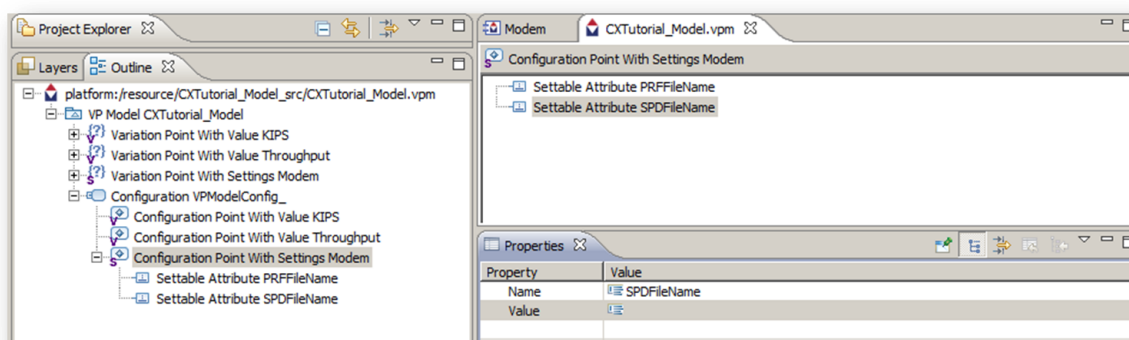 Project Explorer
Layers Outline
platform:/resource/CXTutorial_Model_src/CXTutorial_Model.vpm
VP Model CXTutorial_Model
Variation Point With Value KIPS
Variation Point With Value Throughput
Variation Point With Settings Modem
Configuration VPModelConfig_
Configuration Point With Value KIPS
Configuration Point With Value Throughput
Configuration Point With Settings Modem
Settable Attribute PRFFileName
Settable Attribute SPDFileName
Modem CXTutorial_Model.vpm
Configuration Point With Settings Modem
Settable Attribute PRFFileName
Settable Attribute SPDFileName
Properties
Property Value
Name SPDFileName
Value